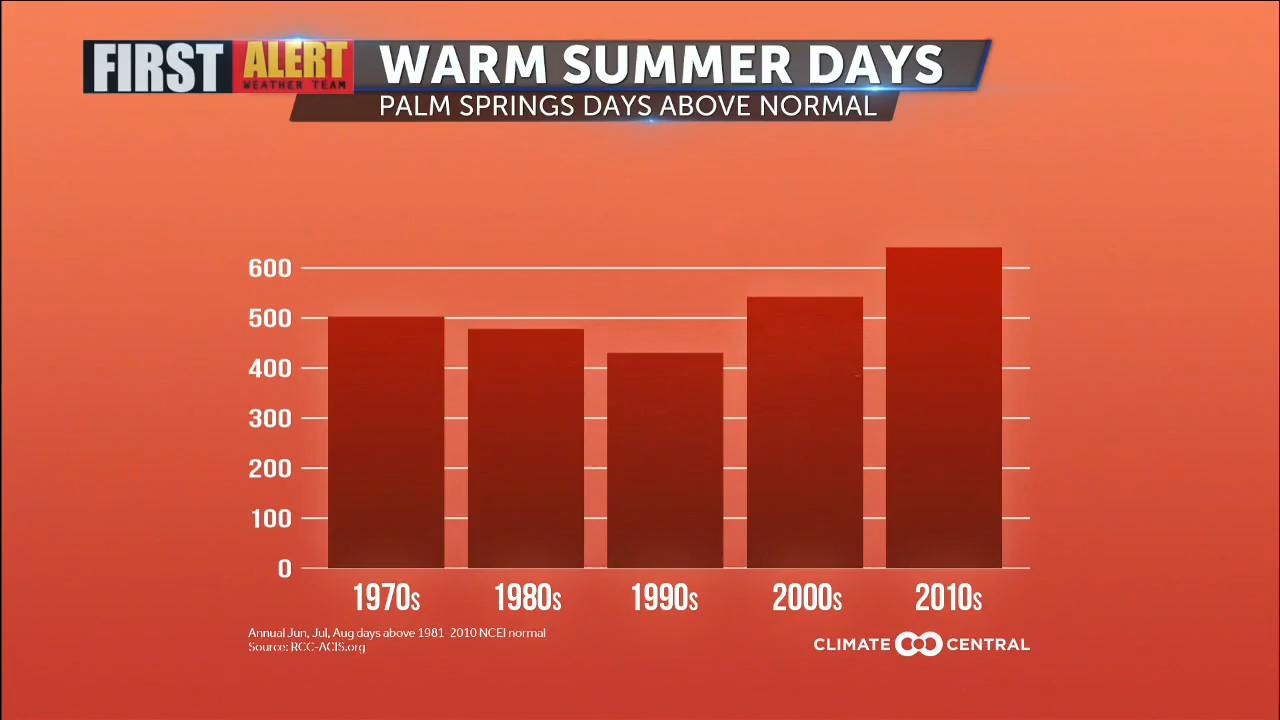 FIRST ALERT
WEATHER TEAM
WARM SUMMER DAYS
PALM SPRINGS DAYS ABOVE NORMAL
600
500
400
300
200
100
0
1970s 1980s 1990s 2000s 2010s
Annual Jun, Jul, Aug days above 1981-2010 NCEI normal
Source: RCC-ACIS.org
CLIMATE CENTRAL